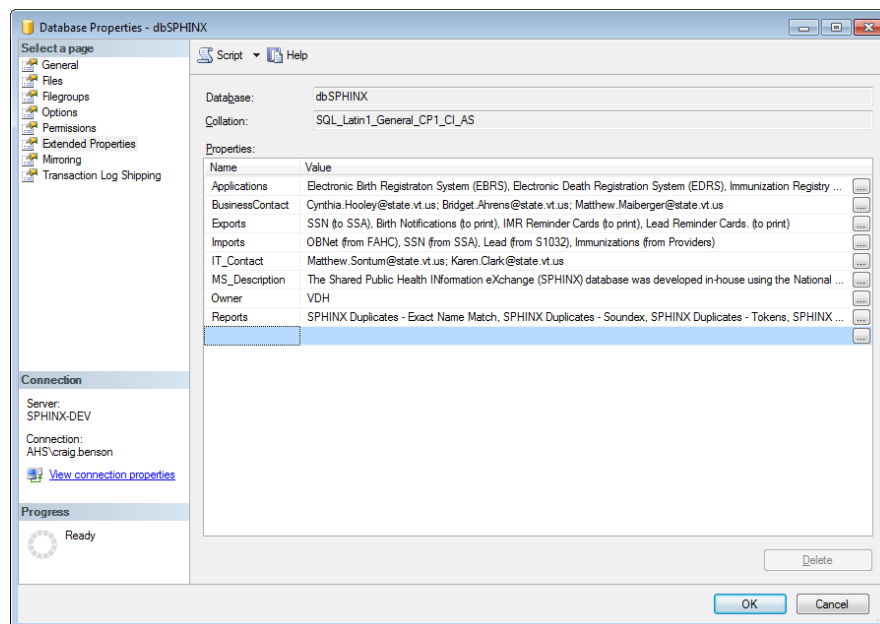 Database Properties - dbSPHINX
Select a page
General
Files
Filegroups
Options
Permissions
Extended Properties
Mirroring
Transaction Log Shipping
Script Help
Database: dbSPHINX
Collation: SQL_Latin1_General_CP1_CI_AS
Properties:
Name Value
Applications Electronic Birth Registraton System (EBRS), Electronic Death Registration System (EDRS), Immunization Registry ... ...
BusinessContact Cynthia.Hooley@state.vt.us; Bridget.Ahrens@state.vt.us; Matthew.Maiberger@state.vt.us ...
Exports SSN (to SSA), Birth Notifications (to print), IMR Reminder Cards (to print), Lead Reminder Cards. (to print) ...
Imports OBNet (from FAHC), SSN (from SSA), Lead (from S1032), Immunizations (from Providers) ...
IT_Contact Matthew.Sontum@state.vt.us; Karen.Clark@state.vt.us ...
MS_Description The Shared Public Health INformation eXchange (SPHINX) database was developed in-house using the National ... ...
Owner VDH ...
Reports SPHINX Duplicates - Exact Name Match, SPHINX Duplicates - Soundex, SPHINX Duplicates - Tokens, SPHINX ... ...
...
Connection
Server:
SPHINX-DEV
Connection:
AHS\craig.benson
View connection properties
Progress
Ready
Delete
OK Cancel